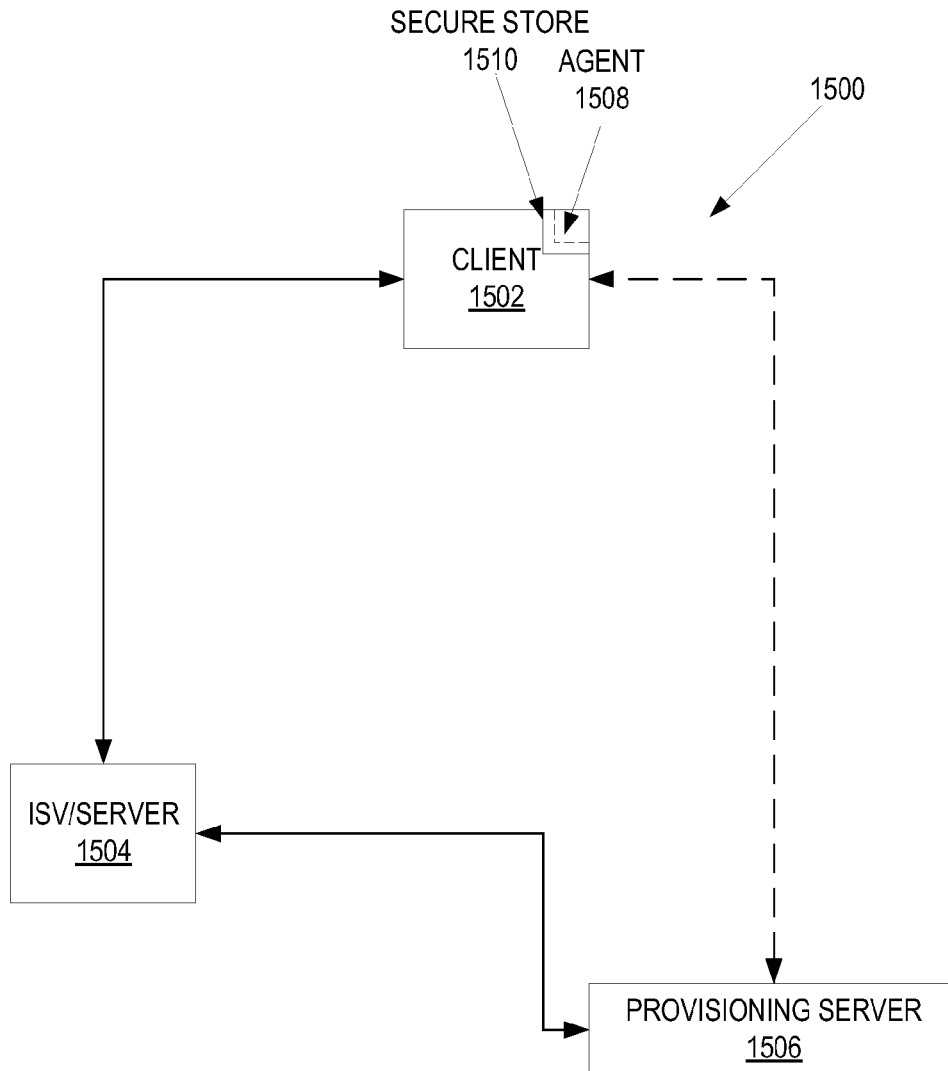 SECURE STORE
1510
AGENT
1508
1500
CLIENT
1502
ISV/SERVER
1504
PROVISIONING SERVER
1506